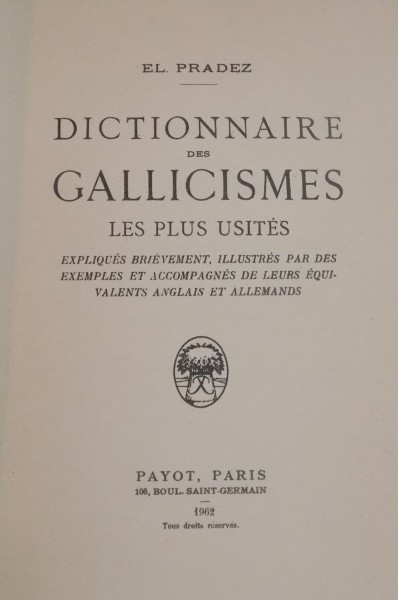 EL. PRADEZ
DICTIONNAIRE
DES
GALLICISMES
LES PLUS USITÉS
EXPLIQUÉS BRIÈVEMENT, ILLUSTRÉS PAR DES
EXEMPLES ET ACCOMPAGNÉS DE LEURS ÉQUI-
VALENTS ANGLAIS ET ALLEMANDS
PAYOT, PARIS
106, BOUL. SAINT-GERMAIN
1962
Tous droits réservés.